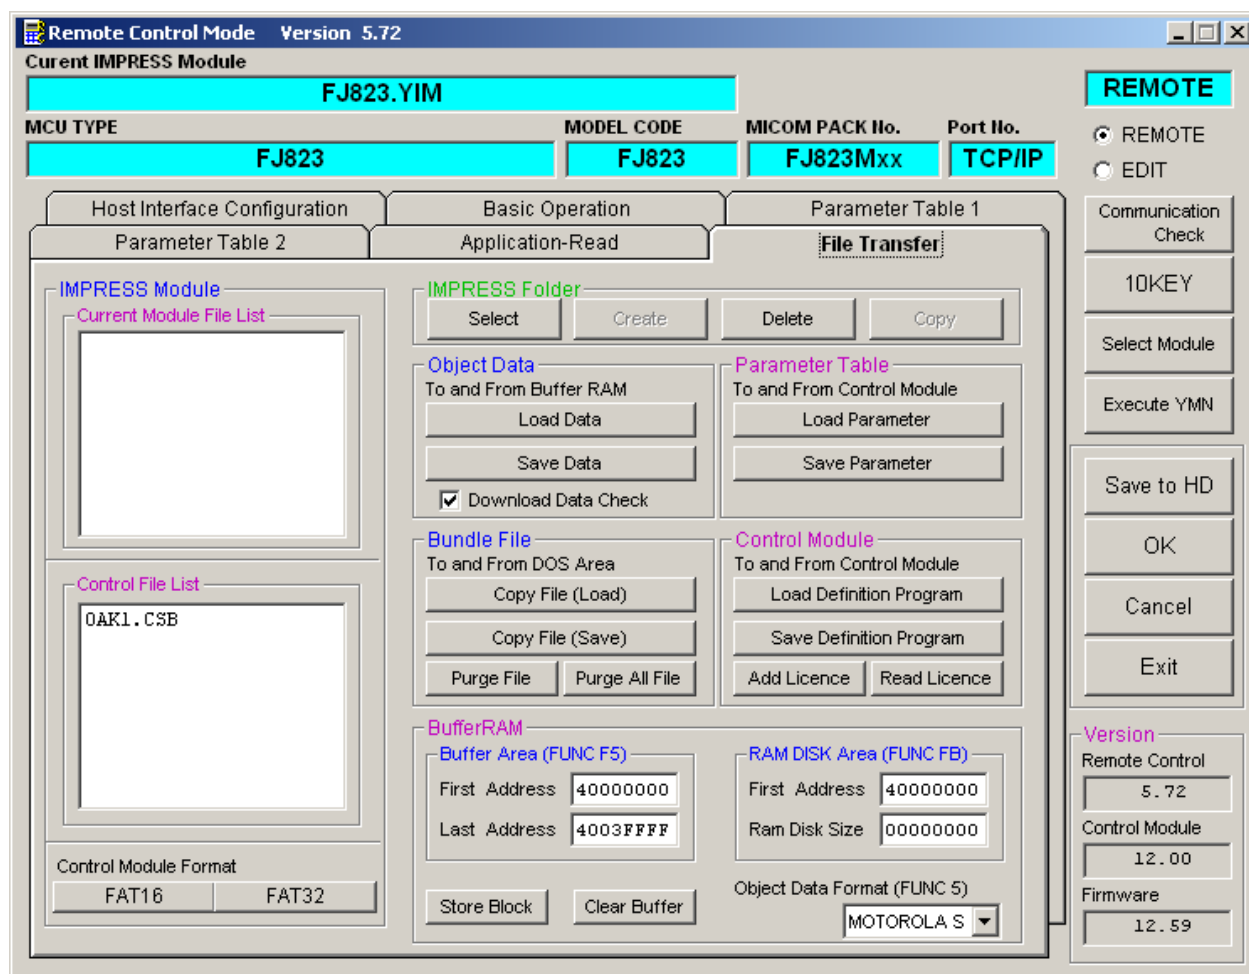 Remote Control Mode    Version  5.72
Curent IMPRESS Module
FJ823.YIM
REMOTE
MCU TYPE
MODEL CODE
MICOM PACK No.
Port No.
FJ823
FJ823
FJ823Mxx
TCP/IP
REMOTE
EDIT
Host Interface Configuration
Basic Operation
Parameter Table 1
Parameter Table 2
Application-Read
File Transfer
Communication
Check
10KEY
Select Module
Execute YMN
IMPRESS Module
Current Module File List
Control File List
OAK1.CSB
Control Module Format
FAT16
FAT32
IMPRESS Folder
Select
Create
Delete
Copy
Object Data
To and From Buffer RAM
Load Data
Save Data
Download Data Check
Parameter Table
To and From Control Module
Load Parameter
Save Parameter
Bundle File
To and From DOS Area
Copy File (Load)
Copy File (Save)
Purge File
Purge All File
Control Module
To and From Control Module
Load Definition Program
Save Definition Program
Add Licence
Read Licence
BufferRAM
Buffer Area (FUNC F5)
First  Address 40000000
Last  Address 4003FFFF
RAM DISK Area (FUNC FB)
First  Address 40000000
Ram Disk Size 00000000
Store Block
Clear Buffer
Object Data Format (FUNC 5)
MOTOROLA S
Save to HD
OK
Cancel
Exit
Version
Remote Control
5.72
Control Module
12.00
Firmware
12.59